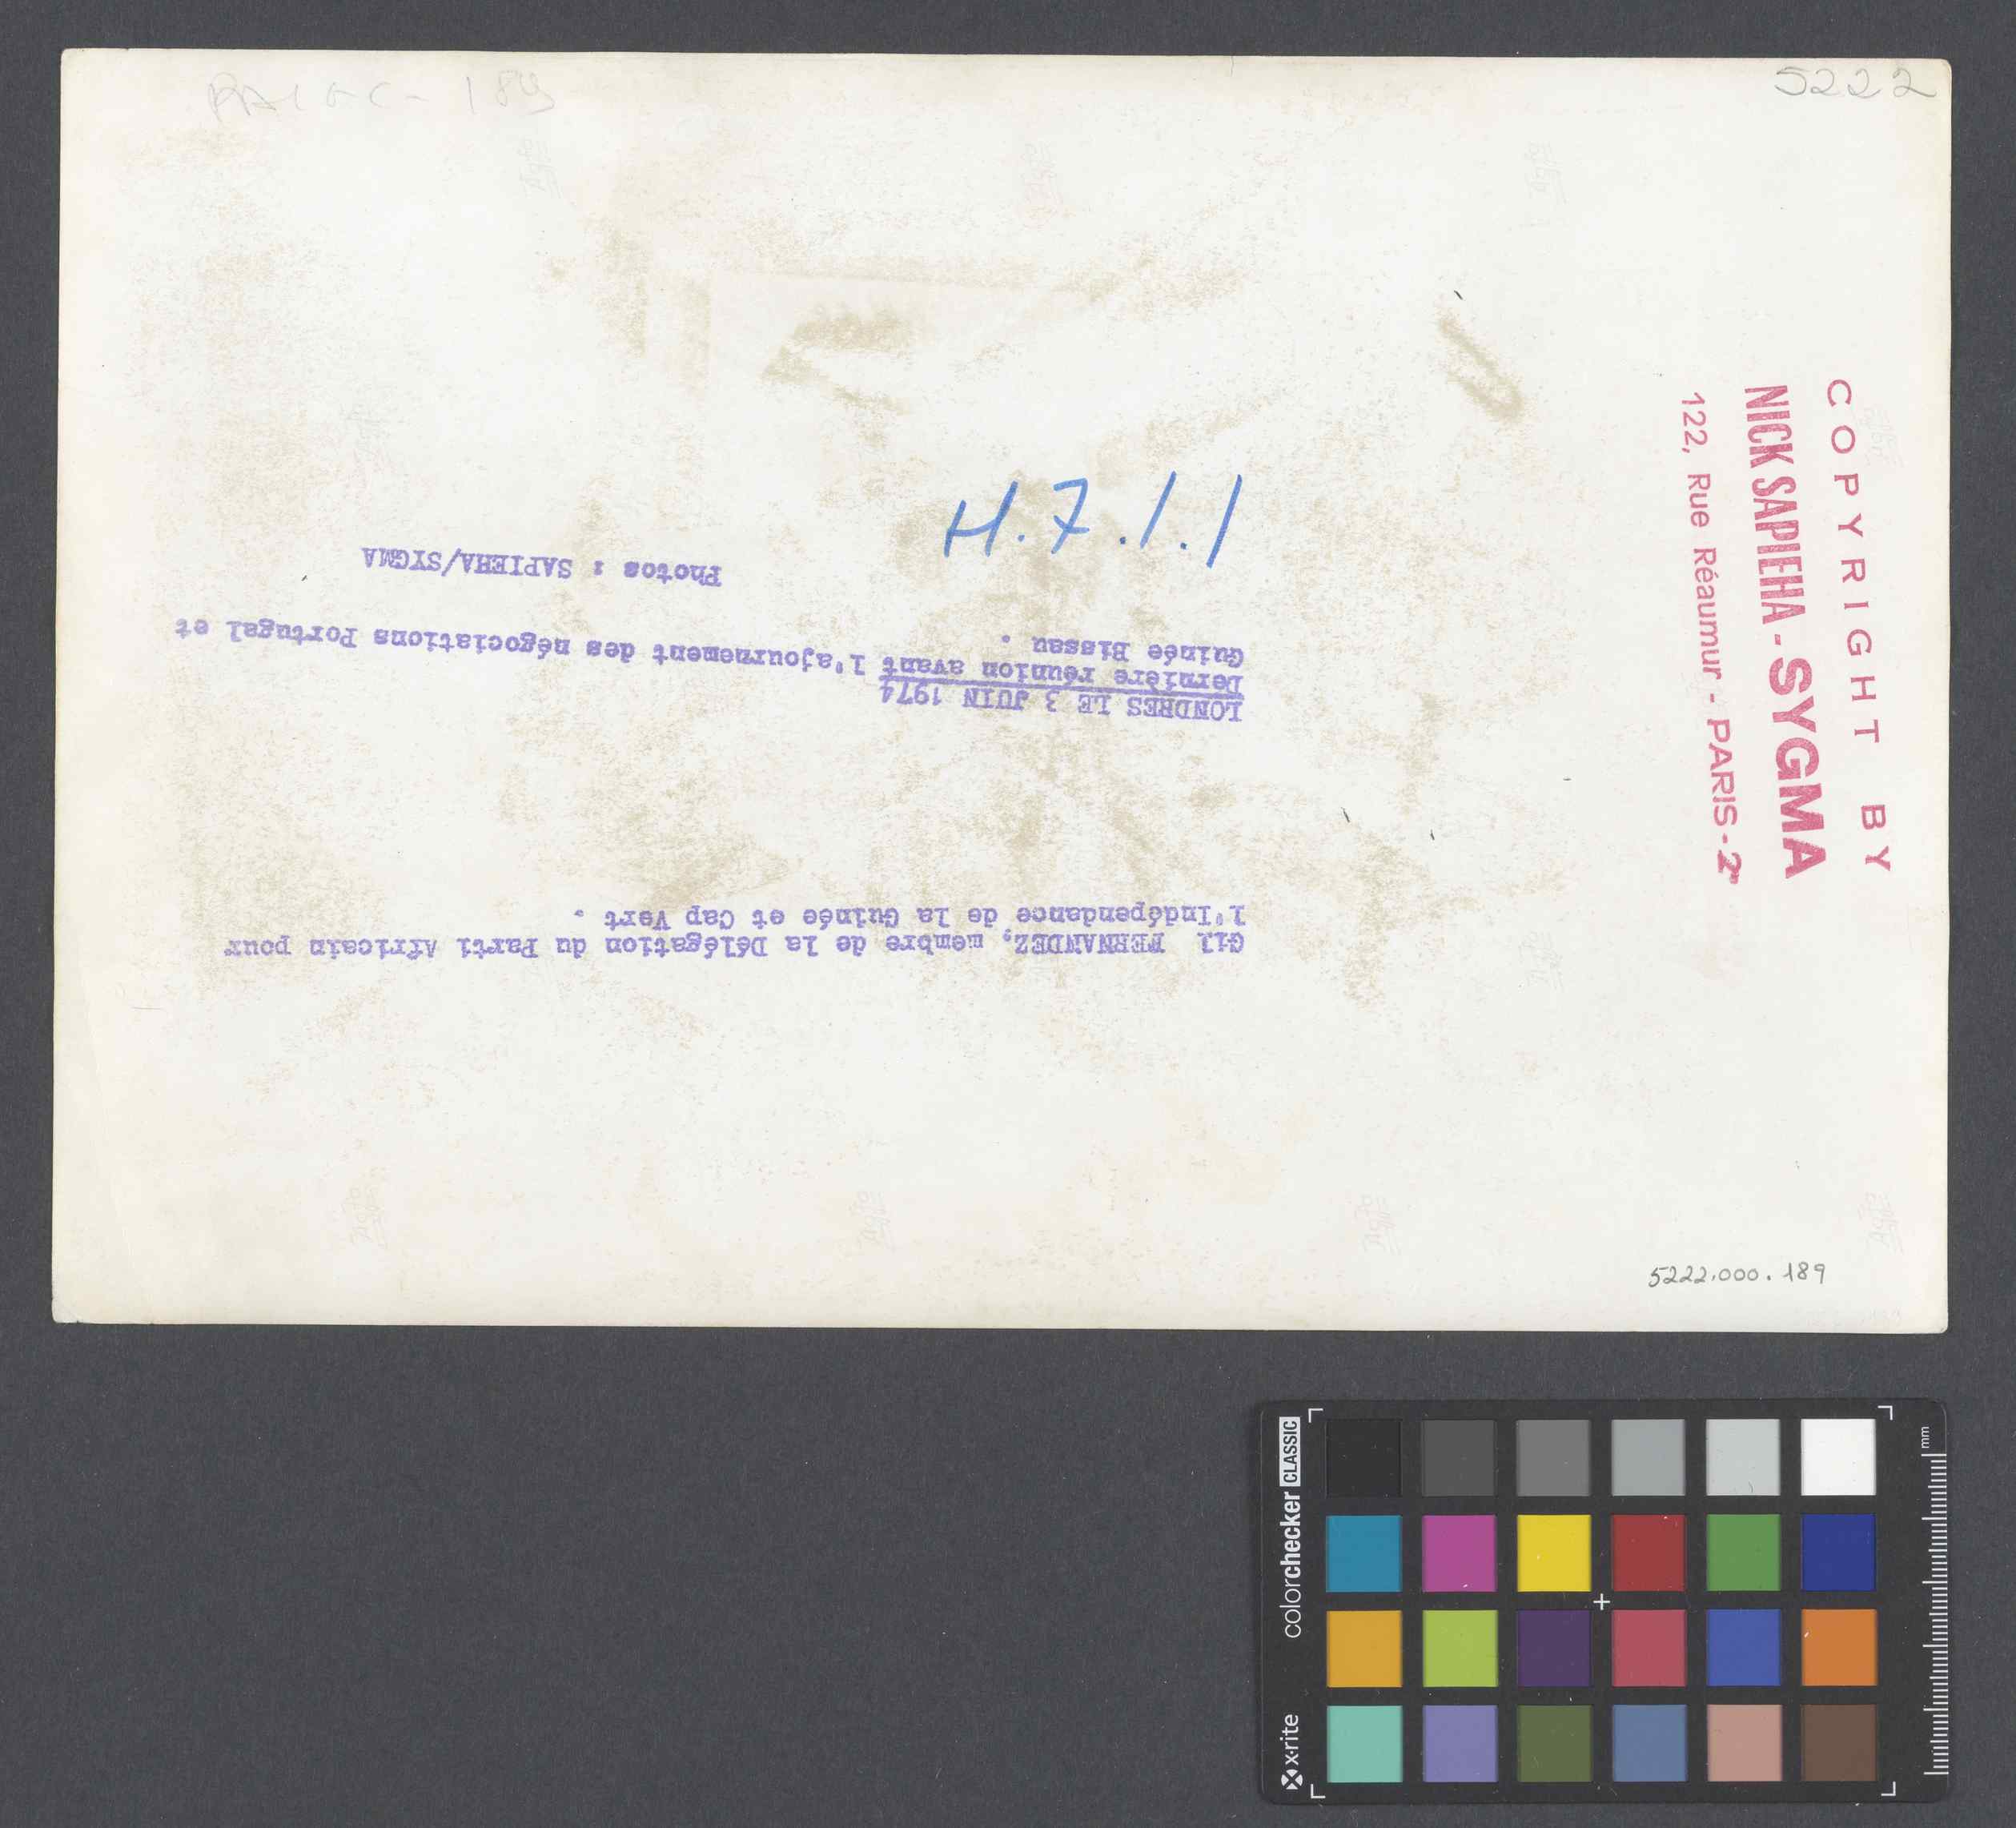 PAIGC - 189
5222
COPYRIGHT BY
NICK SAPIEHA - SYGMA
122, Rue Réaumur - PARIS - 2
H.7.1.1
Gil FERNANDEZ, membre de la Délégation du Parti Africain pour
l'Indépendance de la Guinée et Cap Vert .
LONDRES LE 3 JUIN 1974
Dernière réunion avant l'ajournement des négociations Portugal et
Guinée Bissau .
Photos : SAPIEHA/SYGMA
5222.000.189
colorchecker CLASSIC
x-rite
mm